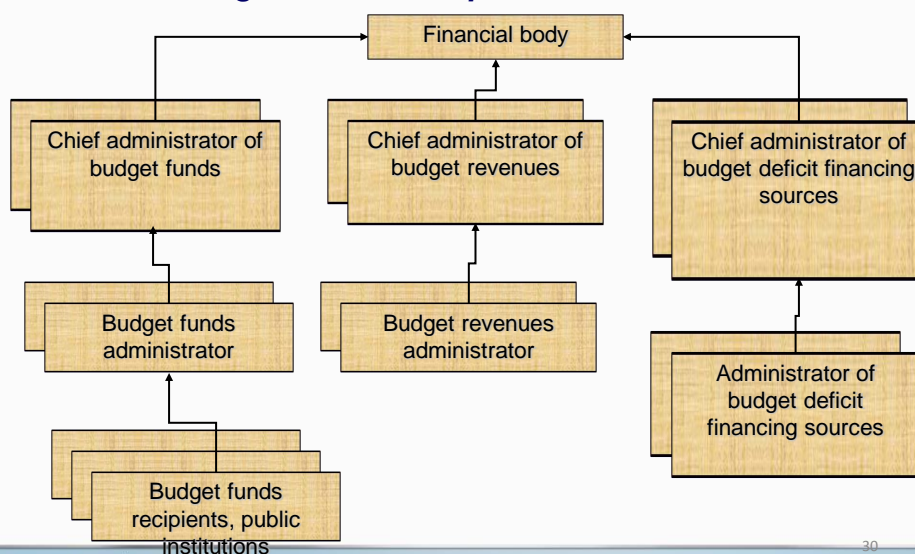 Financial body
Chief administrator of
budget funds
Chief administrator of
budget revenues
Chief administrator of
budget deficit financing
sources
Budget funds
administrator
Budget revenues
administrator
Administrator of
budget deficit
financing sources
Budget funds
recipients, public
institutions
30